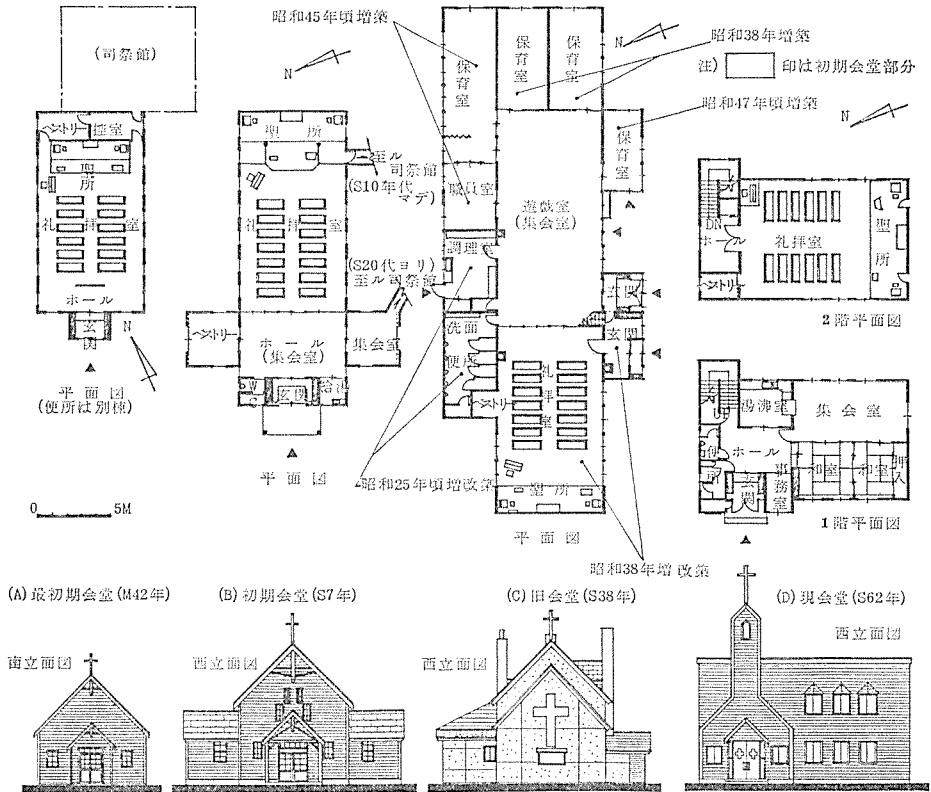 昭和45年頃増築
(司祭館)
N
ベストリー
控室
聖所
礼拝室
ホール
玄関
N
平面図
(便所は別棟)
0 5M
聖所
至ル
司祭館
(S10年代
マデ)
礼拝室
(S20代ヨリ)
至ル司祭館
ベストリー
ホール
(集会室)
集会室
玄関
平面図
N
保育室
保育室
保育室
昭和38年増築
注) 印は初期会堂部分
昭和47年頃増築
保育室
職員室
遊戯室
(集会室)
調理室
玄関
玄関
洗面
便所
ベストリー
礼拝室
聖所
昭和25年頃増改築
平面図
昭和38年増改築
N
DN
ホール
礼拝室
聖所
ベストリー
2階平面図
UP
湯沸室
集会室
ホール
便所
玄関
事務室
和室
和室
押入
1階平面図
(A)最初期会堂(M42年)
(B)初期会堂(S7年)
(C)旧会堂(S38年)
(D)現会堂(S62年)
南立面図
西立面図
西立面図
西立面図